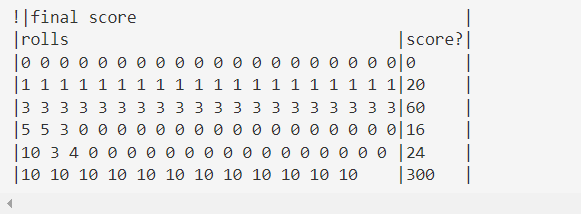 !|final score |
|rolls |score?|
|0 0 0 0 0 0 0 0 0 0 0 0 0 0 0 0 0 0 0 0|0 |
|1 1 1 1 1 1 1 1 1 1 1 1 1 1 1 1 1 1 1 1|20 |
|3 3 3 3 3 3 3 3 3 3 3 3 3 3 3 3 3 3 3 3|60 |
|5 5 3 0 0 0 0 0 0 0 0 0 0 0 0 0 0 0 0 0|16 |
|10 3 4 0 0 0 0 0 0 0 0 0 0 0 0 0 0 0 0 |24 |
|10 10 10 10 10 10 10 10 10 10 10 10 |300 |